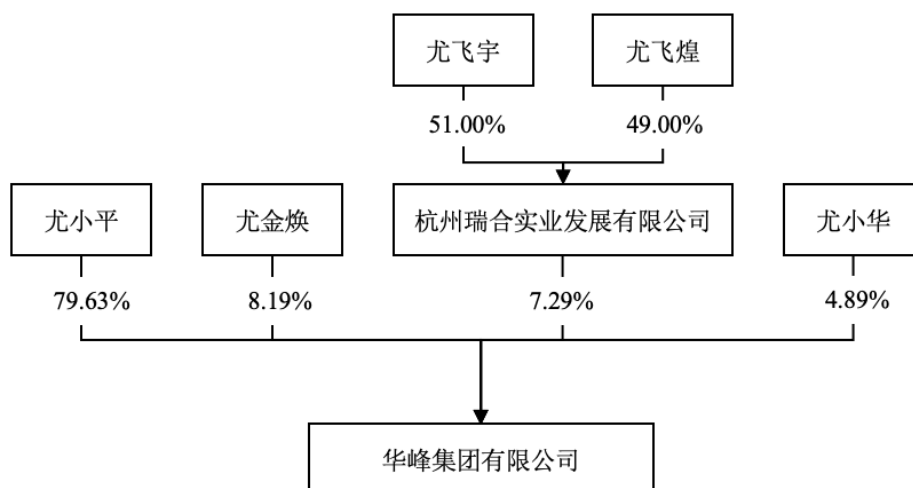 尤飞宇
尤飞煌
51.00%
49.00%
尤小平
尤金焕
杭州瑞合实业发展有限公司
尤小华
79.63%
8.19%
7.29%
4.89%
华峰集团有限公司